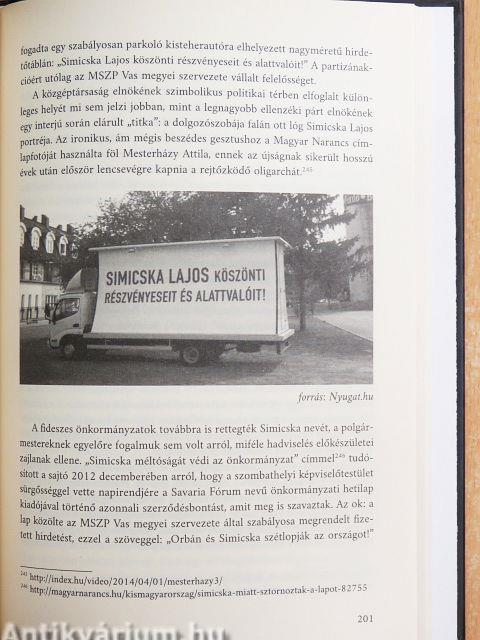 fogadta egy szabályosan parkoló kisteherautóra elhelyezett nagyméretű hirde-
tőtáblán: „Simicska Lajos köszönti részvényeseit és alattvalóit!” A partizának-
cióért utólag az MSZP Vas megyei szervezete vállalt felelősséget.
A középtársaság elnökének szimbolikus politikai térben elfoglalt külön-
leges helyét mi sem jelzi jobban, mint a legnagyobb ellenzéki párt elnökének
egy interjú során elárult „titka”: a dolgozószobája falán ott lóg Simicska Lajos
portréja. Az ironikus, ám mégis beszédes gesztushoz a Magyar Narancs cím-
lapfotóját használta föl Mesterházy Attila, ennek az újságnak sikerült hosszú
évek után először lencsevégre kapnia a rejtőzködő oligarchát.245
SIMICSKA LAJOS KÖSZÖNTI
RÉSZVÉNYESEIT ÉS ALATTVALÓIT!
forrás: Nyugat.hu
A fideszes önkormányzatok továbbra is rettegték Simicska nevét, a polgár-
mestereknek egyelőre fogalmuk sem volt arról, miféle hadviselés előkészületei
zajlanak ellene. „Simicska méltóságát védi az önkormányzat” címmel246 tudó-
sított a sajtó 2012 decemberében arról, hogy a szombathelyi képviselőtestület
sürgősséggel vette napirendjére a Savaria Fórum nevű önkormányzati hetilap
kiadójával történő azonnali szerződésbontást, amit meg is szavaztak. Az ok: a
lap közölte az MSZP Vas megyei szervezete által szabályosa megrendelt fize-
tett hirdetést, ezzel a szöveggel: „Orbán és Simicska szétlopják az országot!”
245 http://index.hu/video/2014/04/01/mesterhazy3/
246 http://magyarnarancs.hu/kismagyarorszag/simicska-miatt-sztornoztak-a-lapot-82755
201
Antikvárium.hu